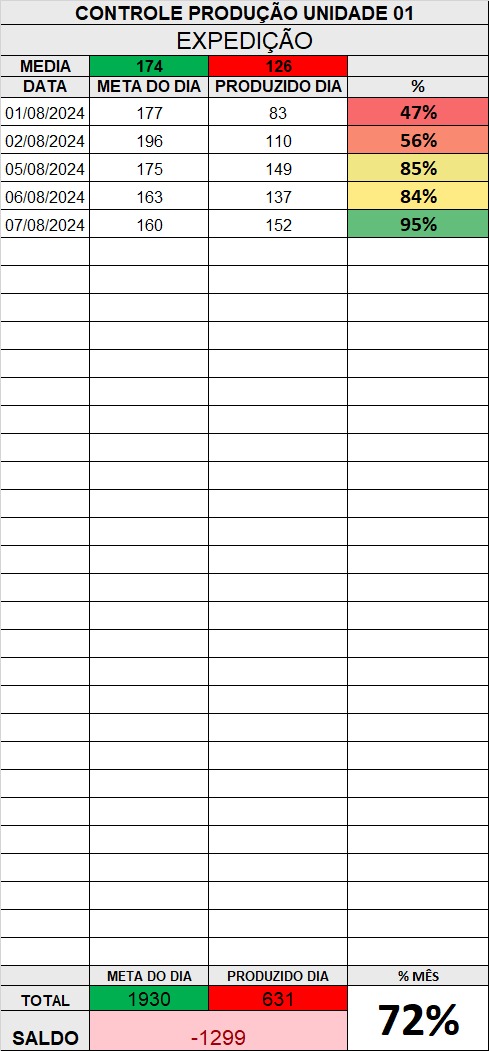 CONTROLE PRODUÇÃO UNIDADE 01
EXPEDIÇÃO
MEDIA 174 126
DATA META DO DIA PRODUZIDO DIA %
01/08/2024 177 83 47%
02/08/2024 196 110 56%
05/08/2024 175 149 85%
06/08/2024 163 137 84%
07/08/2024 160 152 95%
META DO DIA PRODUZIDO DIA % MÊS
TOTAL 1930 631 72%
SALDO -1299